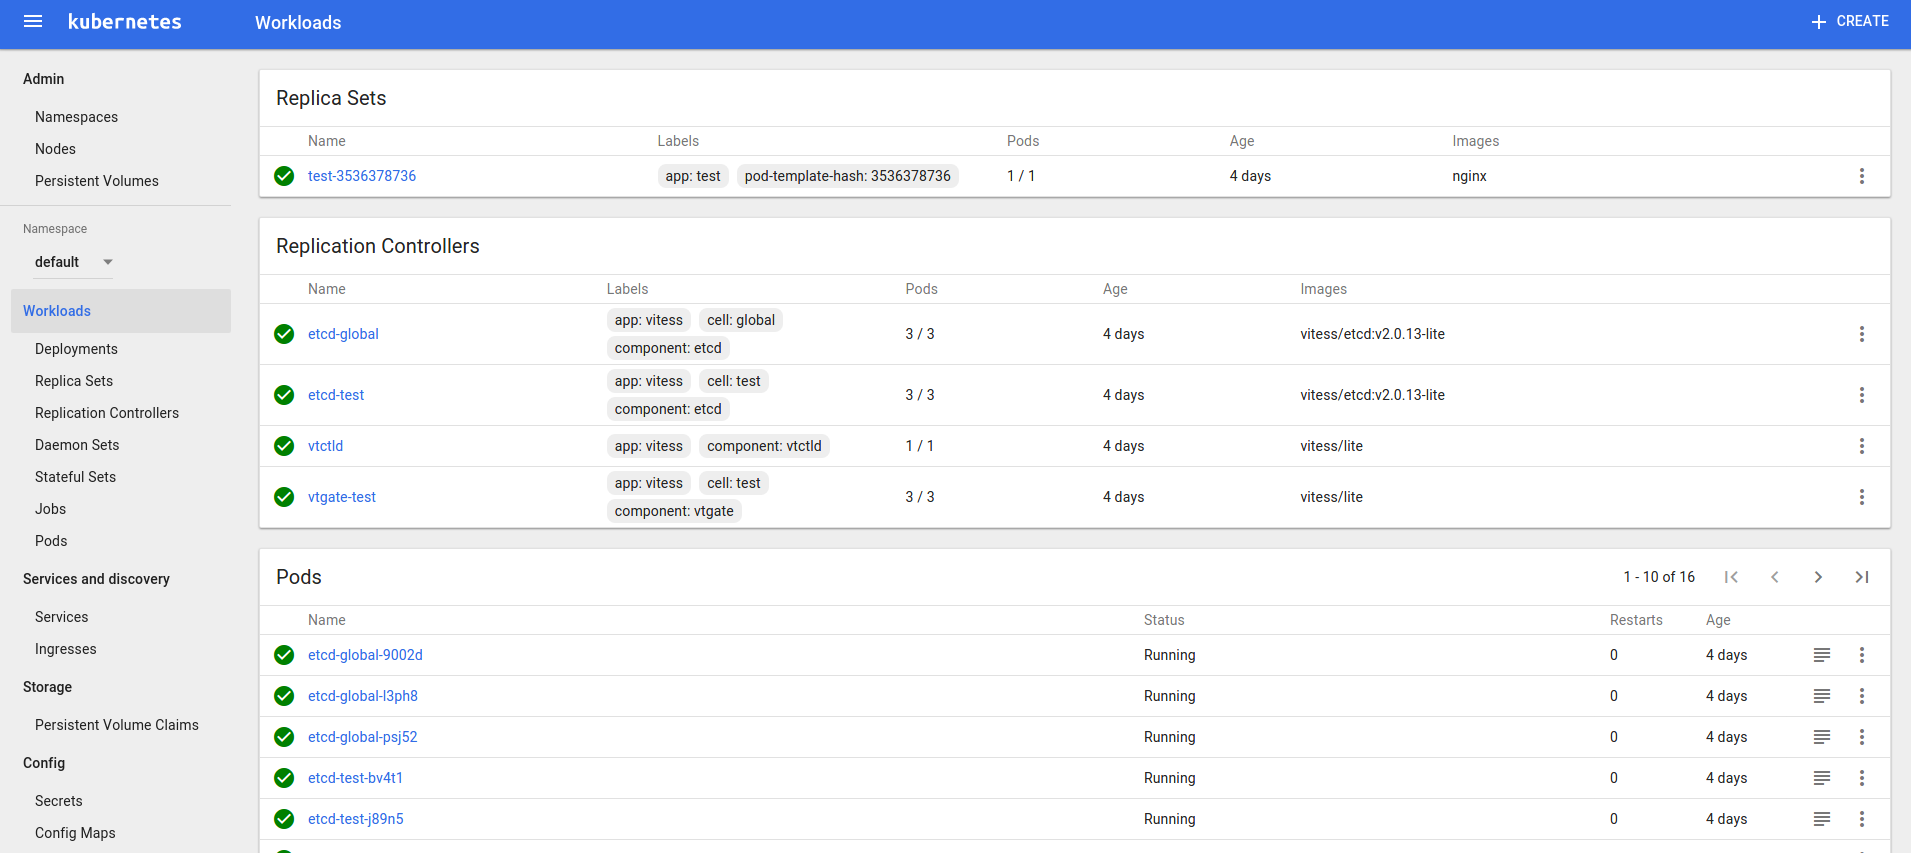 kubernetes Workloads CREATE
Admin
Namespaces
Nodes
Persistent Volumes
Namespace
default
Workloads
Deployments
Replica Sets
Replication Controllers
Daemon Sets
Stateful Sets
Jobs
Pods
Services and discovery
Services
Ingresses
Storage
Persistent Volume Claims
Config
Secrets
Config Maps
Replica Sets
Name Labels Pods Age Images
test-3536378736 app: test pod-template-hash: 3536378736 1 / 1 4 days nginx
Replication Controllers
Name Labels Pods Age Images
etcd-global app: vitess cell: global component: etcd 3 / 3 4 days vitess/etcd:v2.0.13-lite
etcd-test app: vitess cell: test component: etcd 3 / 3 4 days vitess/etcd:v2.0.13-lite
vtctld app: vitess component: vtctld 1 / 1 4 days vitess/lite
vtgate-test app: vitess cell: test component: vtgate 3 / 3 4 days vitess/lite
Pods 1 - 10 of 16
Name Status Restarts Age
etcd-global-9002d Running 0 4 days
etcd-global-l3ph8 Running 0 4 days
etcd-global-psj52 Running 0 4 days
etcd-test-bv4t1 Running 0 4 days
etcd-test-j89n5 Running 0 4 days